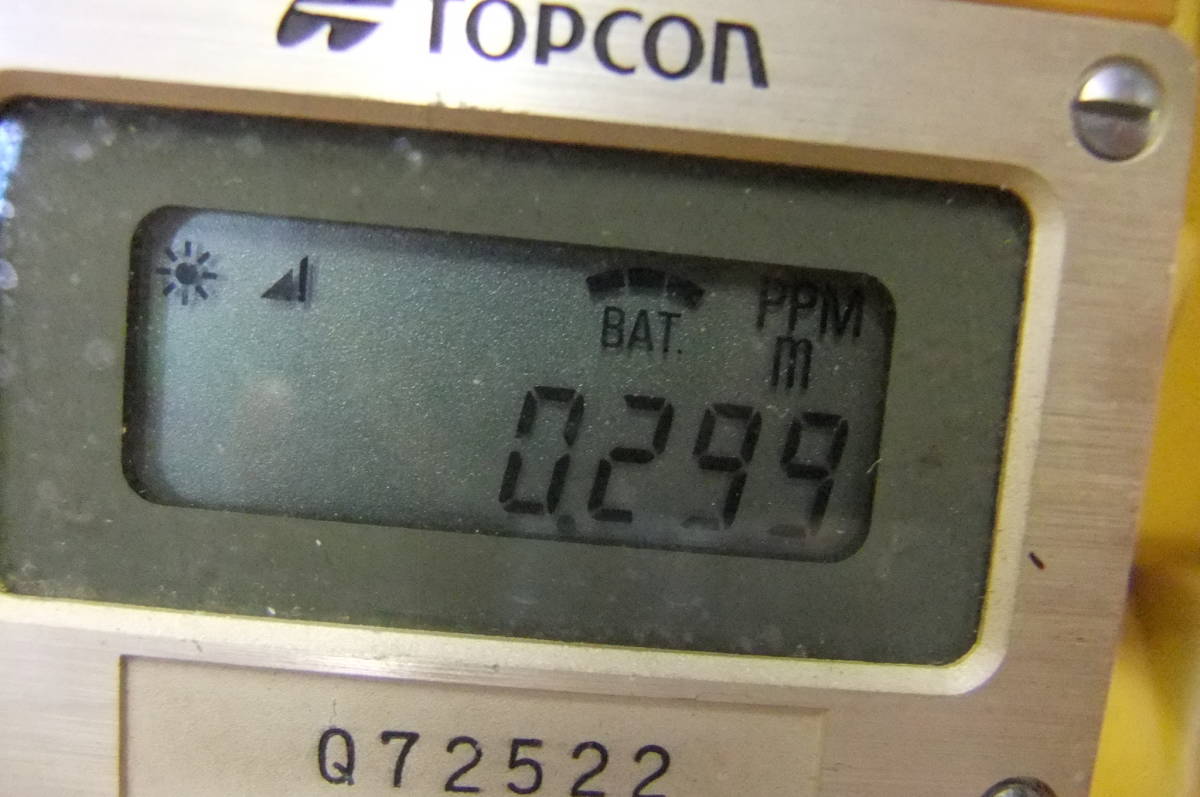 TOPCON
BAT.
PPM
m
0.299
Q72522